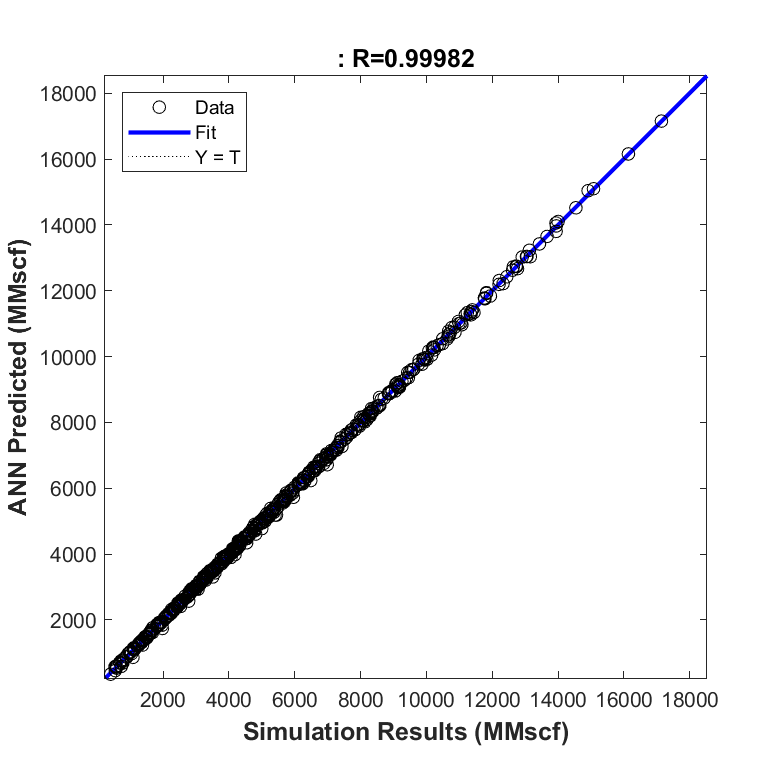 : R=0.99982
Data
Fit
Y = T
18000
16000
14000
12000
10000
8000
6000
4000
2000
ANN Predicted (MMscf)
2000 4000 6000 8000 10000 12000 14000 16000 18000
Simulation Results (MMscf)